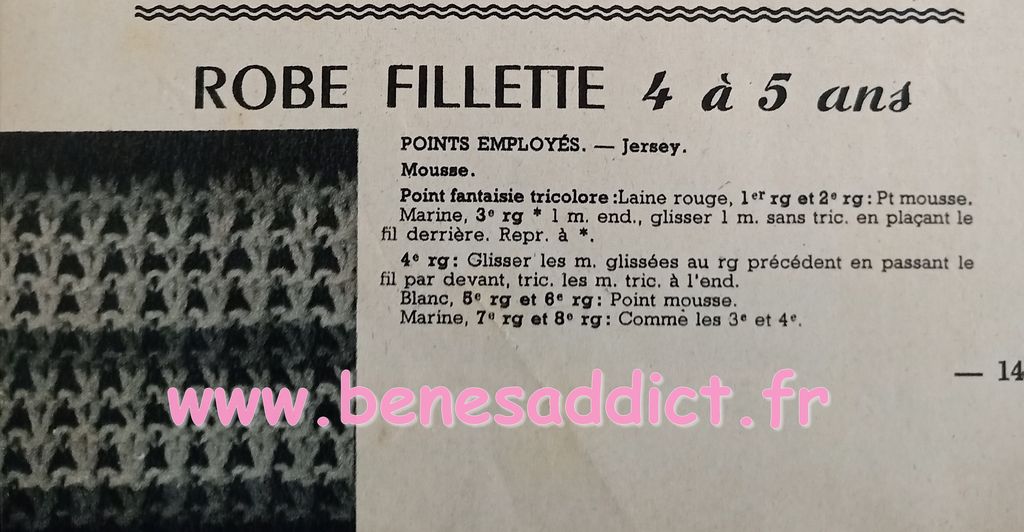 ROBE FILLETTE 4 à 5 ans
POINTS EMPLOYÉS. — Jersey.
Mousse.
Point fantaisie tricolore : Laine rouge, 1er rg et 2e rg : Pt mousse.
Marine, 3e rg * 1 m. end., glisser 1 m. sans tric. en plaçant le
fil derrière. Repr. à *.
4e rg : Glisser les m. glissées au rg précédent en passant le
fil par devant, tric. les m. tric. à l'end.
Blanc, 5e rg et 6e rg : Point mousse.
Marine, 7e rg et 8e rg : Comme les 3e et 4e.
— 14
www.benesaddict.fr